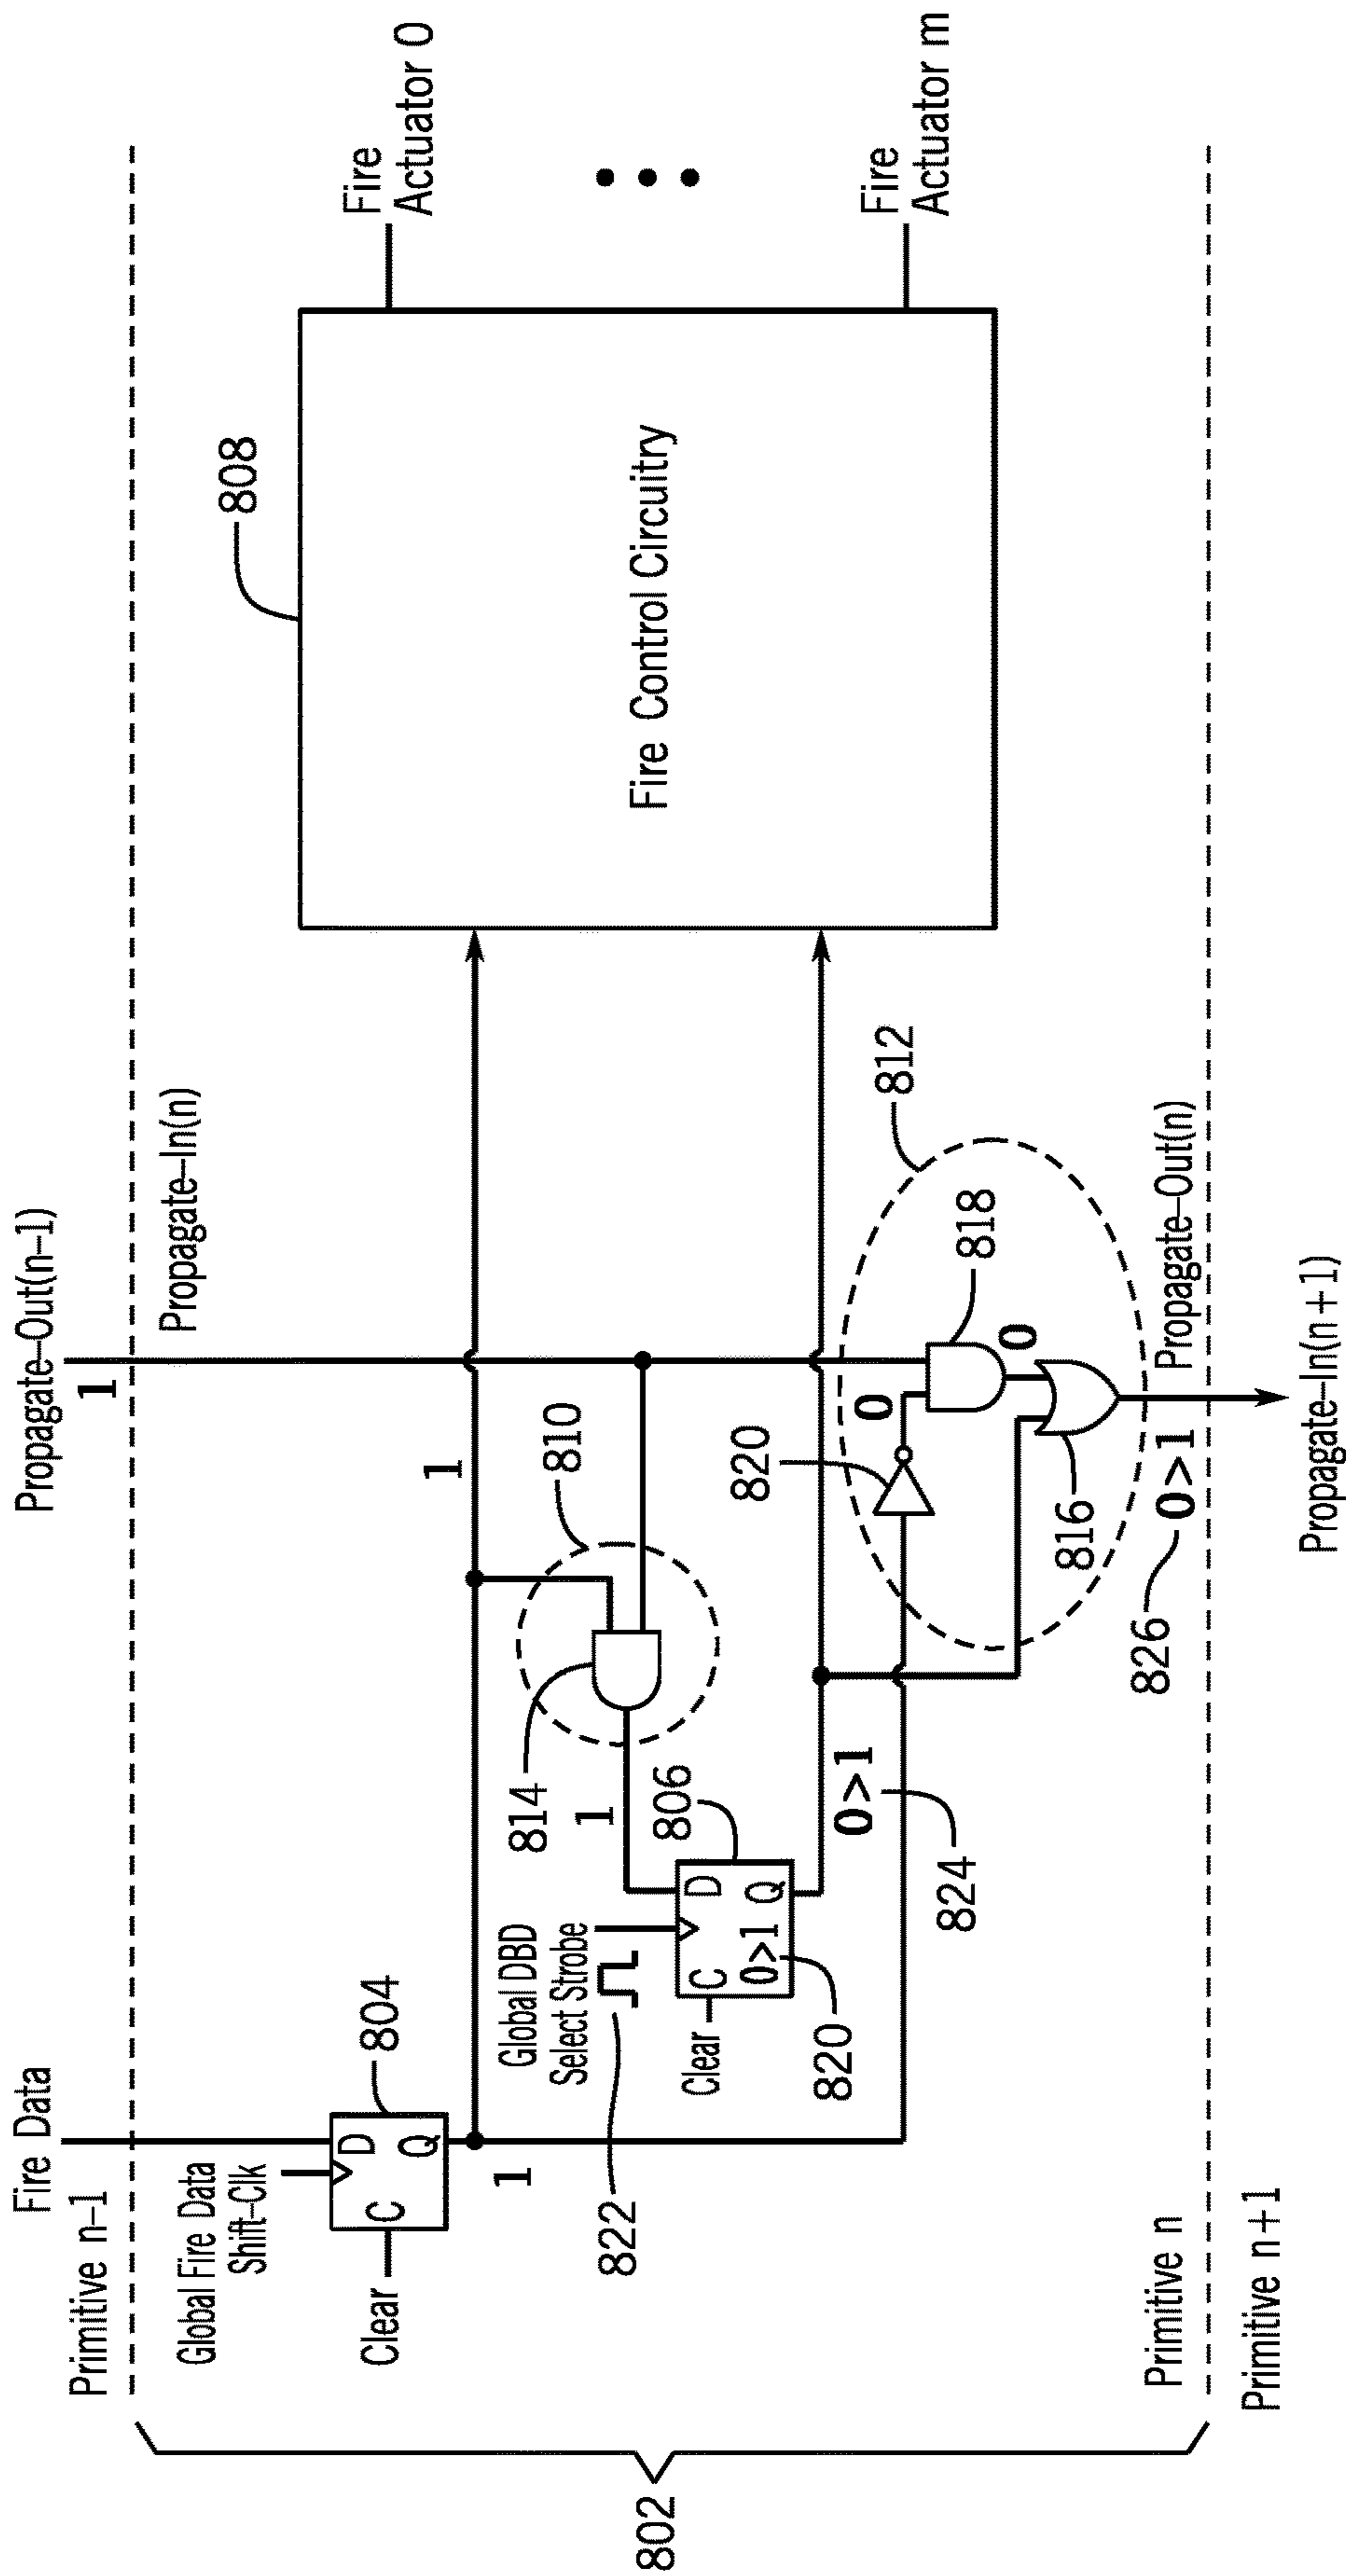 Fire Data
Propagate-Out(n-1)
1
Primitive n-1
Propagate-In(n)
Global Fire Data
Shift-Clk
D
Q
C
804
Clear
1
1
808
Fire
Actuator 0
Fire Control Circuitry
Fire
Actuator m
810
814
1
Global DBD
Select Strobe
822
806
D
Q
C
0>1
Clear
820
0>1
824
820
0
812
818
0
816
826
0>1
Propagate-Out(n)
Primitive n
Primitive n+1
Propagate-In(n+1)
802